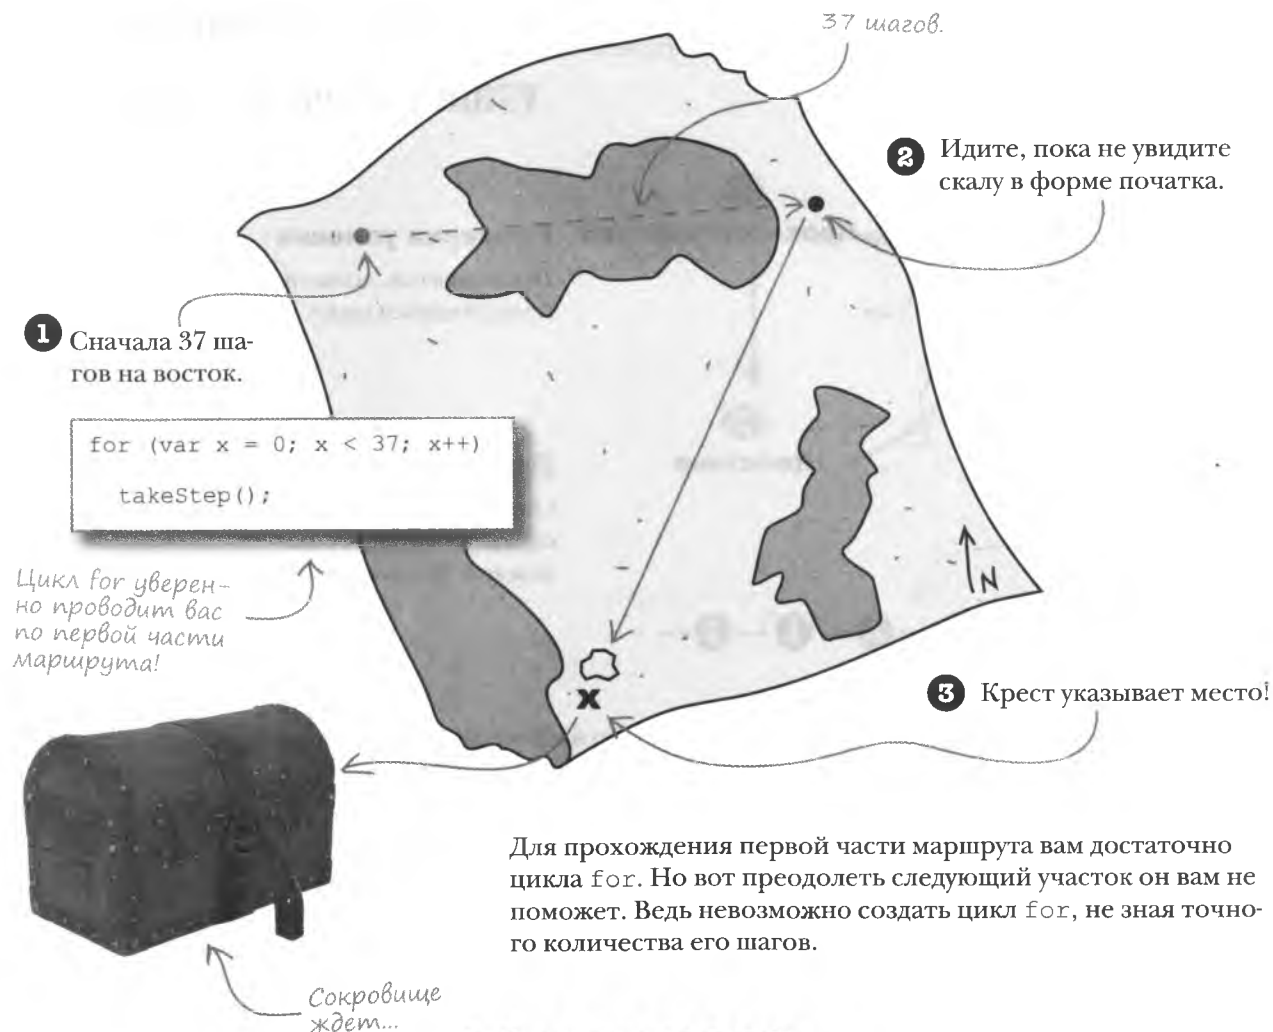 37 шагов.
2 Идите, пока не увидите
скалу в форме початка.
1 Сначала 37 ша-
гов на восток.
for (var x = 0; x < 37; x++)
takeStep();
Цикл for уверен-
но проводит вас
по первой части
маршрута!
N
X
3 Крест указывает место!
Для прохождения первой части маршрута вам достаточно
цикла for. Но вот преодолеть следующий участок он вам не
поможет. Ведь невозможно создать цикл for, не зная точно-
го количества его шагов.
Сокровище
ждет...